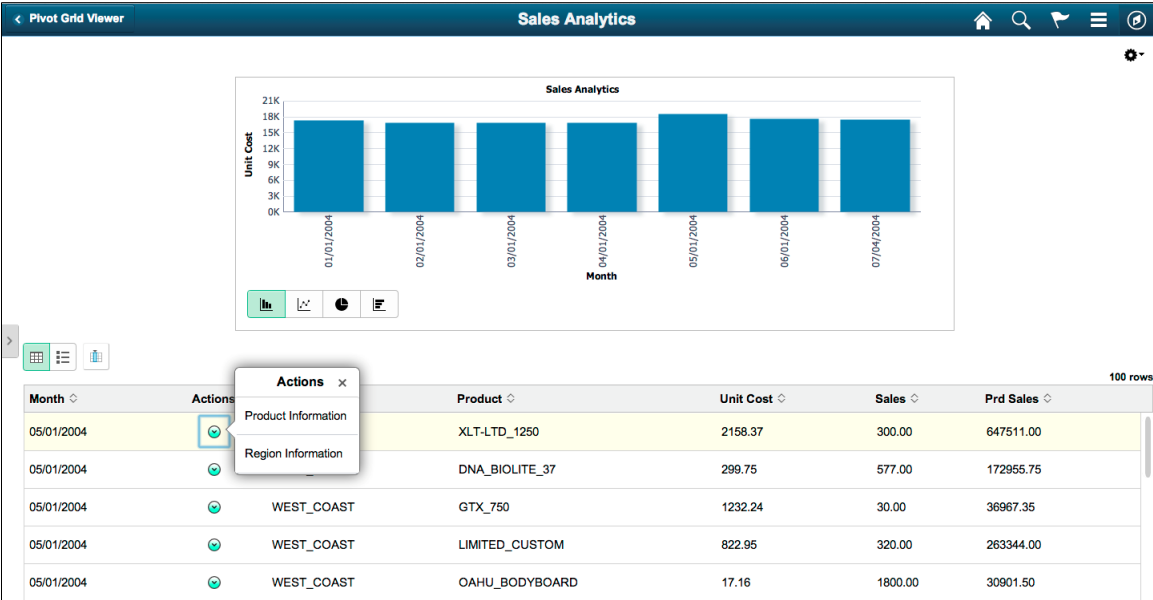 Pivot Grid Viewer
Sales Analytics
Sales Analytics
21K
18K
15K
12K
9K
6K
3K
0K
Unit Cost
01/01/2004
02/01/2004
03/01/2004
04/01/2004
05/01/2004
06/01/2004
07/04/2004
Month
100 rows
Actions ×
Product Information
Region Information
Month Actions Product Unit Cost Sales Prd Sales
05/01/2004 XLT-LTD_1250 2158.37 300.00 647511.00
05/01/2004 DNA_BIOLITE_37 299.75 577.00 172955.75
05/01/2004 WEST_COAST GTX_750 1232.24 30.00 36967.35
05/01/2004 WEST_COAST LIMITED_CUSTOM 822.95 320.00 263344.00
05/01/2004 WEST_COAST OAHU_BODYBOARD 17.16 1800.00 30901.50